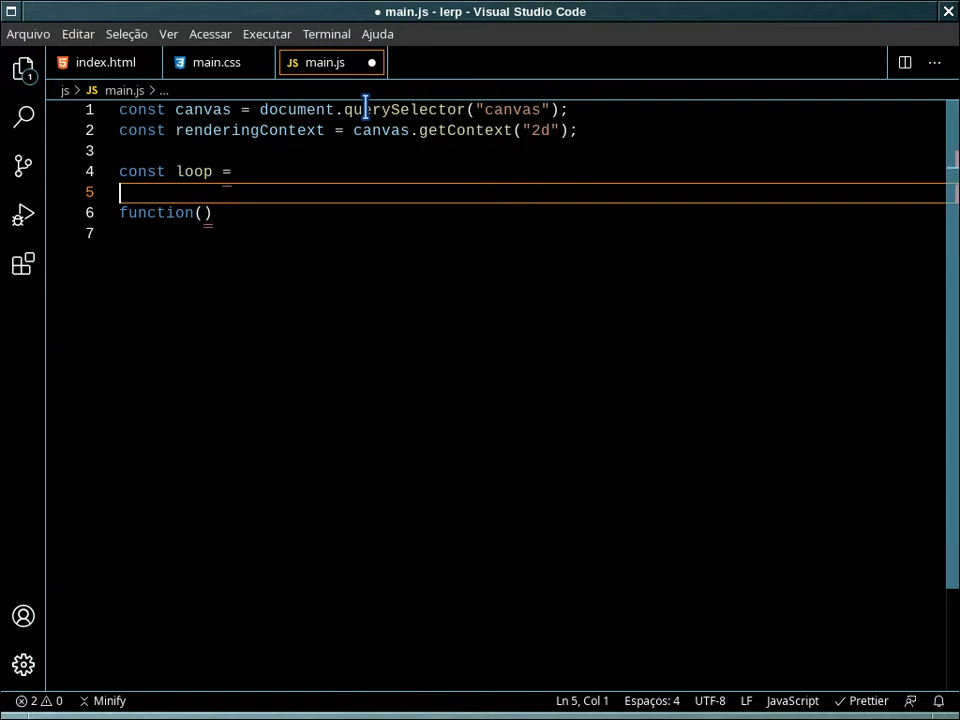 ● main.js - lerp - Visual Studio Code
Arquivo Editar Seleção Ver Acessar Executar Terminal Ajuda
1
index.html main.css JS main.js ●
js > JS main.js > ...
1 const canvas = document.querySelector("canvas");
2 const renderingContext = canvas.getContext("2d");
3
4 const loop =
5
6 function()
7
2 0 Minify Ln 5, Col 1 Espaços: 4 UTF-8 LF JavaScript Prettier